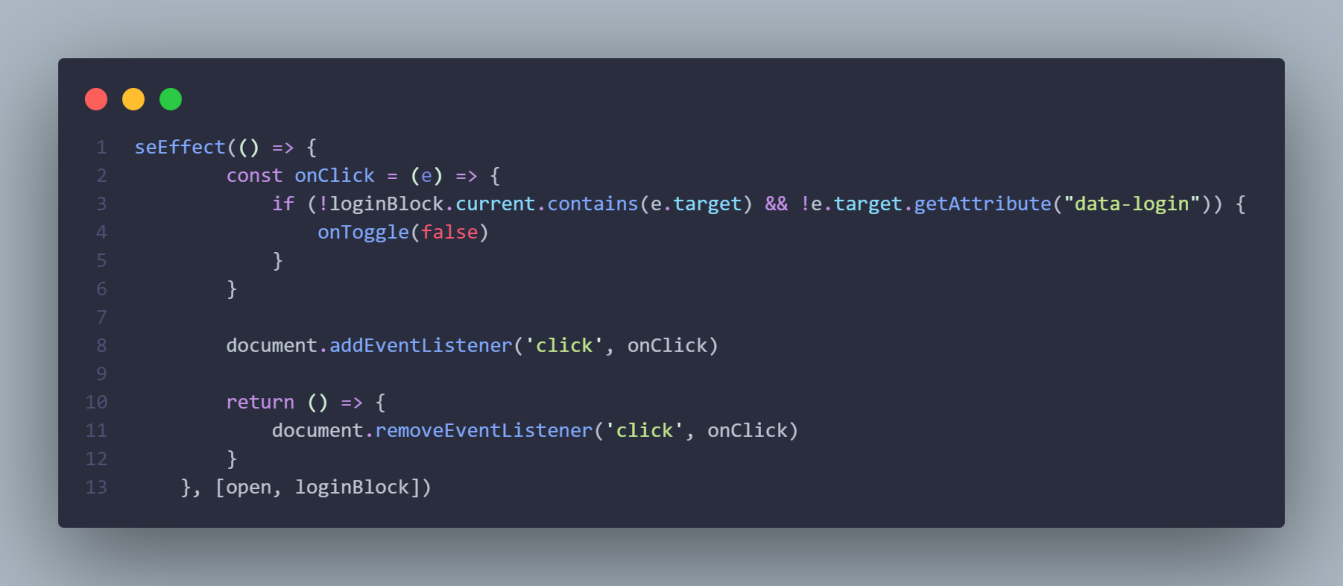 1 seEffect(() => {
2         const onClick = (e) => {
3             if (!loginBlock.current.contains(e.target) && !e.target.getAttribute("data-login")) {
4                 onToggle(false)
5             }
6         }
7
8         document.addEventListener('click', onClick)
9
10         return () => {
11             document.removeEventListener('click', onClick)
12         }
13     }, [open, loginBlock])